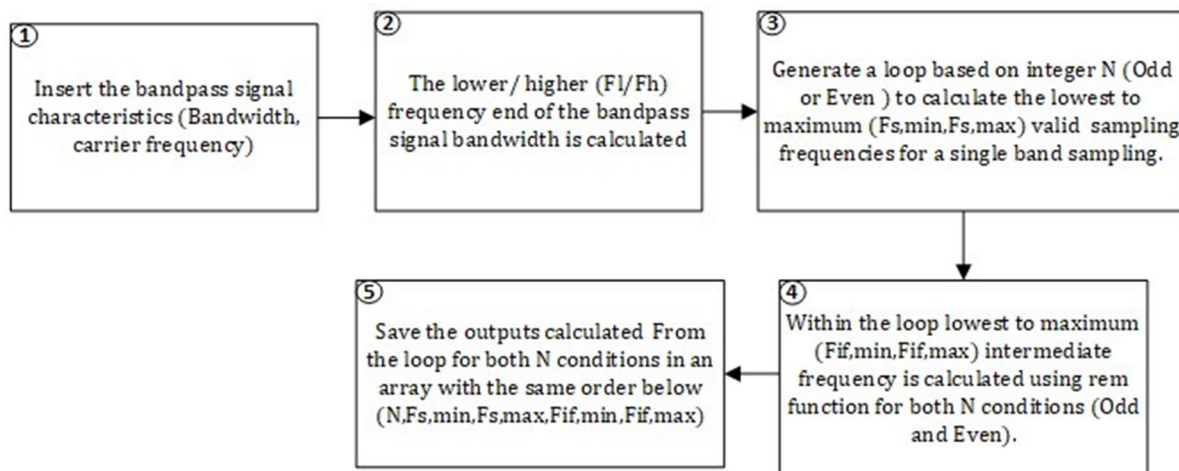 1
Insert the bandpass signal
characteristics (Bandwidth,
carrier frequency)
2
The lower/ higher (Fl/Fh)
frequency end of the bandpass
signal bandwidth is calculated
3
Generate a loop based on integer N (Odd
or Even ) to calculate the lowest to
maximum (Fs,min,Fs,max) valid sampling
frequencies for a single band sampling.
4
Within the loop lowest to maximum
(Fif,min,Fif,max) intermediate
frequency is calculated using rem
function for both N conditions (Odd
and Even).
5
Save the outputs calculated From
the loop for both N conditions in an
array with the same order below
(N,Fs,min,Fs,max,Fif,min,Fif,max)